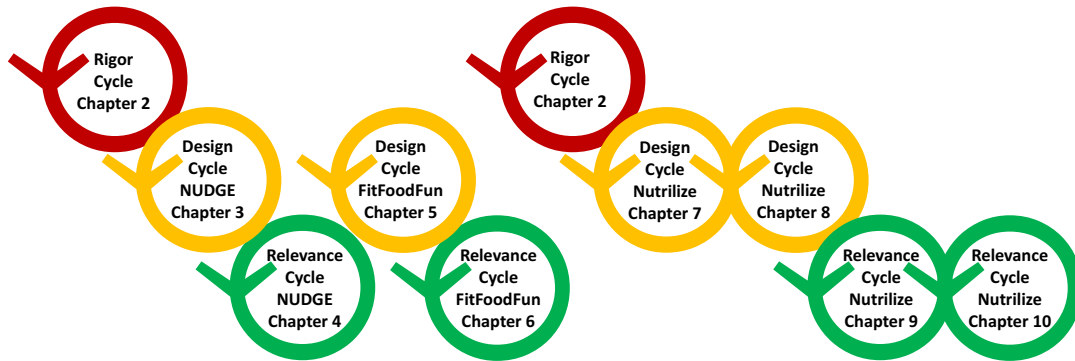 Rigor
Cycle
Chapter 2
Design
Cycle
NUDGE
Chapter 3
Relevance
Cycle
NUDGE
Chapter 4
Design
Cycle
FitFoodFun
Chapter 5
Relevance
Cycle
FitFoodFun
Chapter 6
Rigor
Cycle
Chapter 2
Design
Cycle
Nutrilize
Chapter 7
Design
Cycle
Nutrilize
Chapter 8
Relevance
Cycle
Nutrilize
Chapter 9
Relevance
Cycle
Nutrilize
Chapter 10